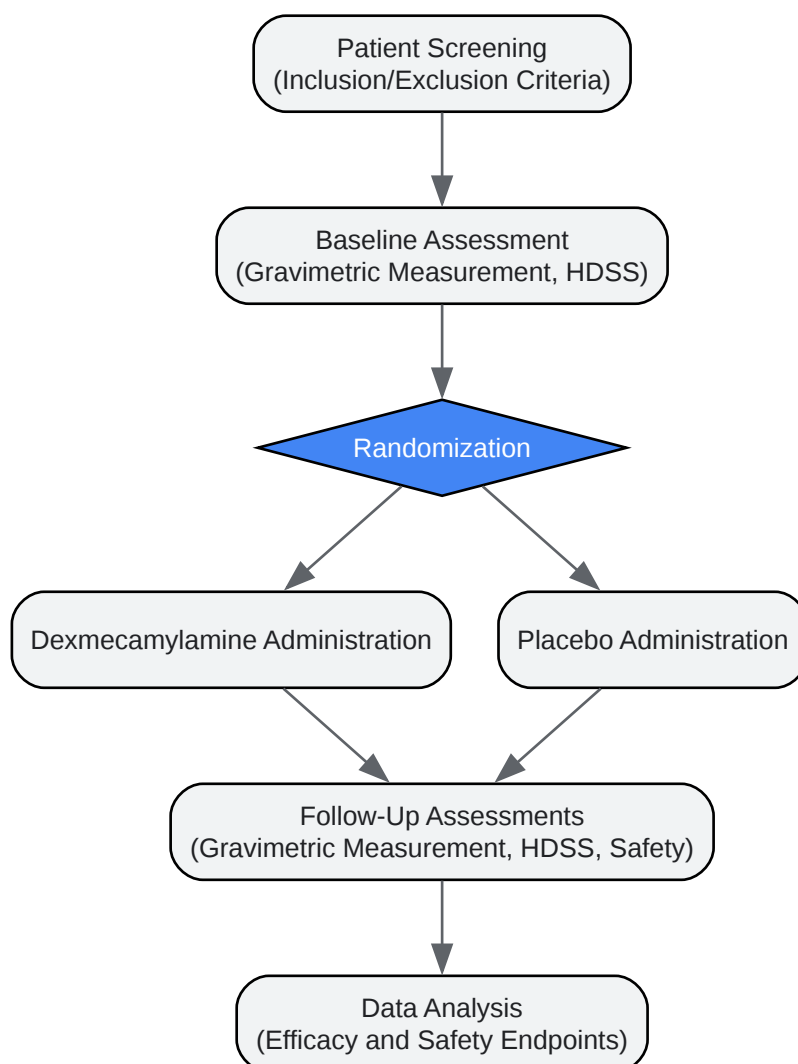 Patient Screening
(Inclusion/Exclusion Criteria)
Baseline Assessment
(Gravimetric Measurement, HDSS)
Randomization
Dexmecamylamine Administration
Placebo Administration
Follow-Up Assessments
(Gravimetric Measurement, HDSS, Safety)
Data Analysis
(Efficacy and Safety Endpoints)